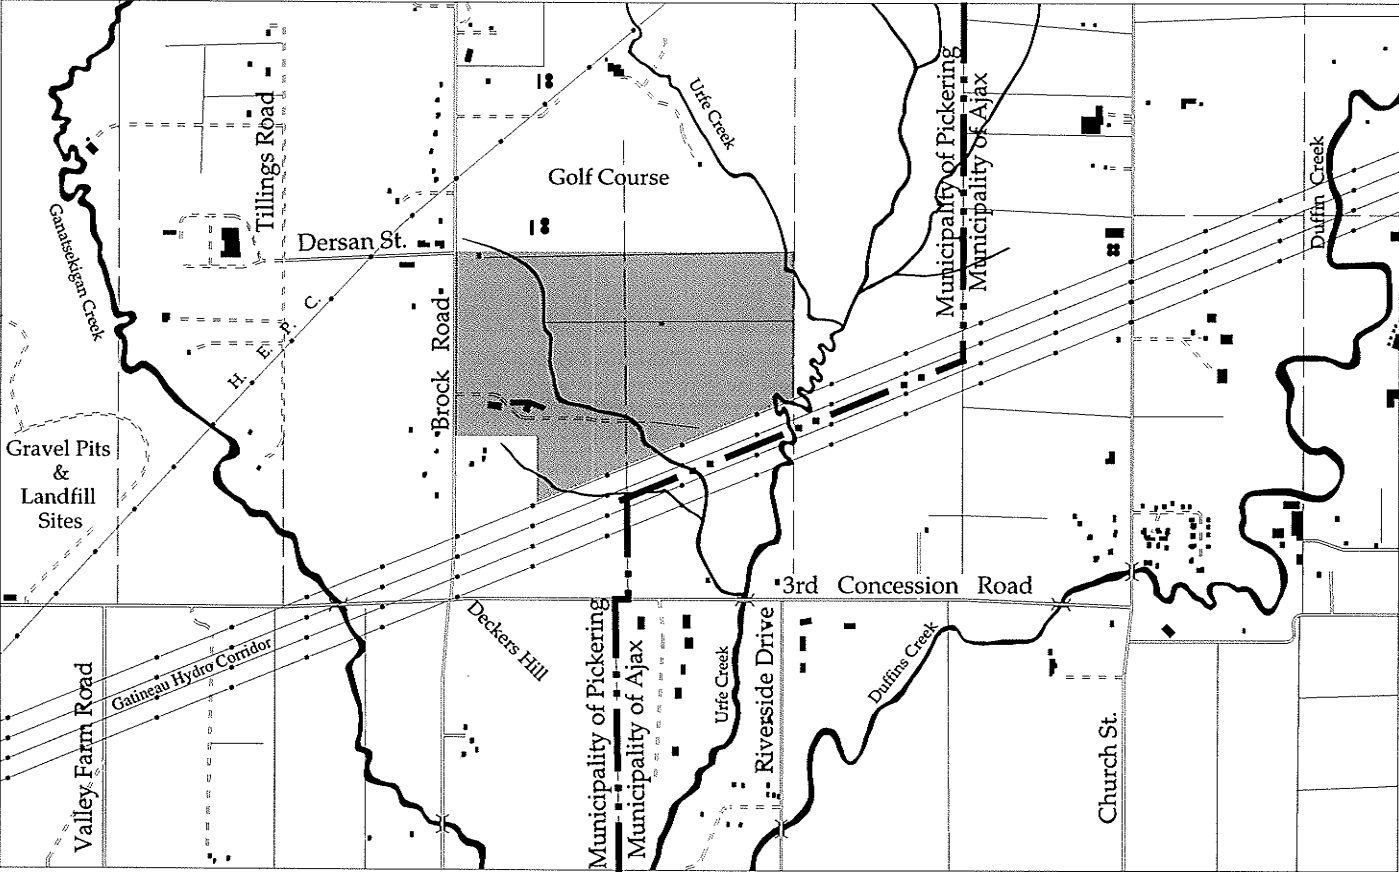 Urfe Creek
Municipality of Pickering
Municipality of Ajax
Tillings Road
Duffin Creek
Golf Course
Ganatsekigan Creek
Dersan St.
H. E. P. C.
Brock Road
Gravel Pits
&
Landfill
Sites
3rd Concession Road
Deckers Hill
Gatineau Hydro Corridor
Valley Farm Road
Municipality of Pickering
Municipality of Ajax
Urfe Creek
Riverside Drive
Duffins Creek
Church St.